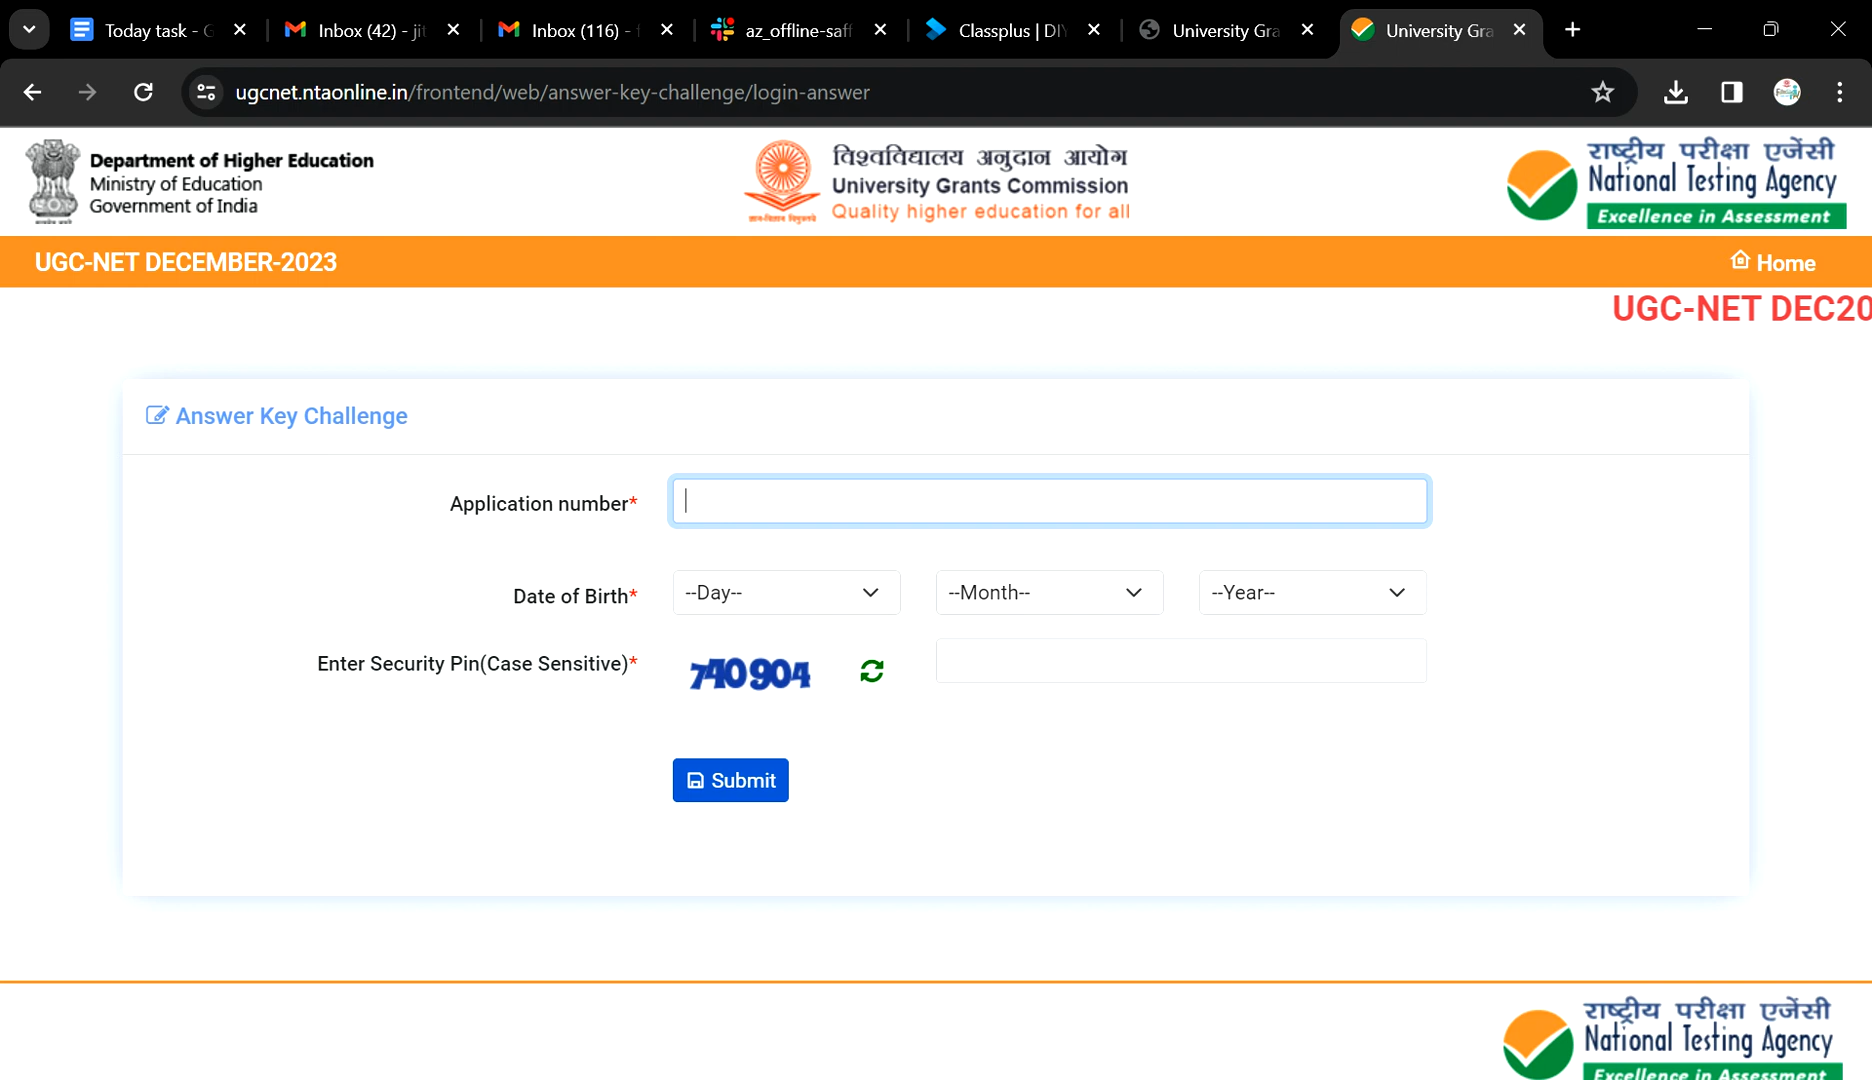 Today task - G
Inbox (42) - jit
Inbox (116) - f
az_offline-saff
Classplus | DIY
University Gra
University Gra
ugcnet.ntaonline.in/frontend/web/answer-key-challenge/login-answer
Department of Higher Education
Ministry of Education
Government of India
विश्वविद्यालय अनुदान आयोग
University Grants Commission
Quality higher education for all
राष्ट्रीय परीक्षा एजेंसी
National Testing Agency
Excellence in Assessment
UGC-NET DECEMBER-2023
Home
UGC-NET DEC20
Answer Key Challenge
Application number*
Date of Birth*
--Day--
--Month--
--Year--
Enter Security Pin(Case Sensitive)*
740904
Submit
राष्ट्रीय परीक्षा एजेंसी
National Testing Agency
Excellence in Assessment